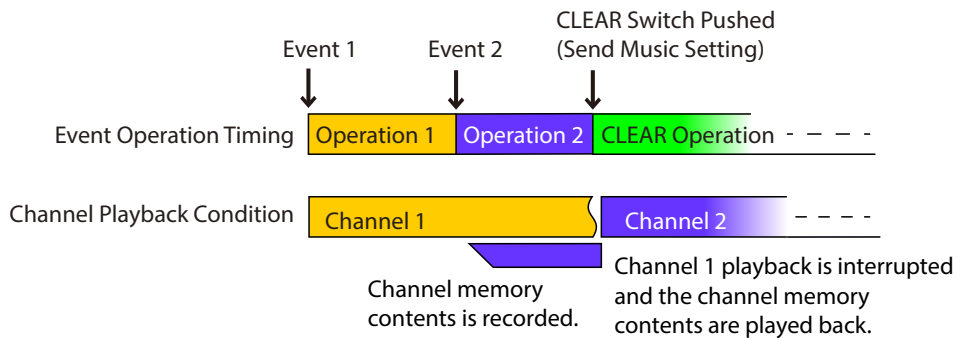 CLEAR Switch Pushed
(Send Music Setting)
Event 1
Event 2
Event Operation Timing
Operation 1
Operation 2
CLEAR Operation
Channel Playback Condition
Channel 1
Channel 2
Channel memory
contents is recorded.
Channel 1 playback is interrupted
and the channel memory
contents are played back.